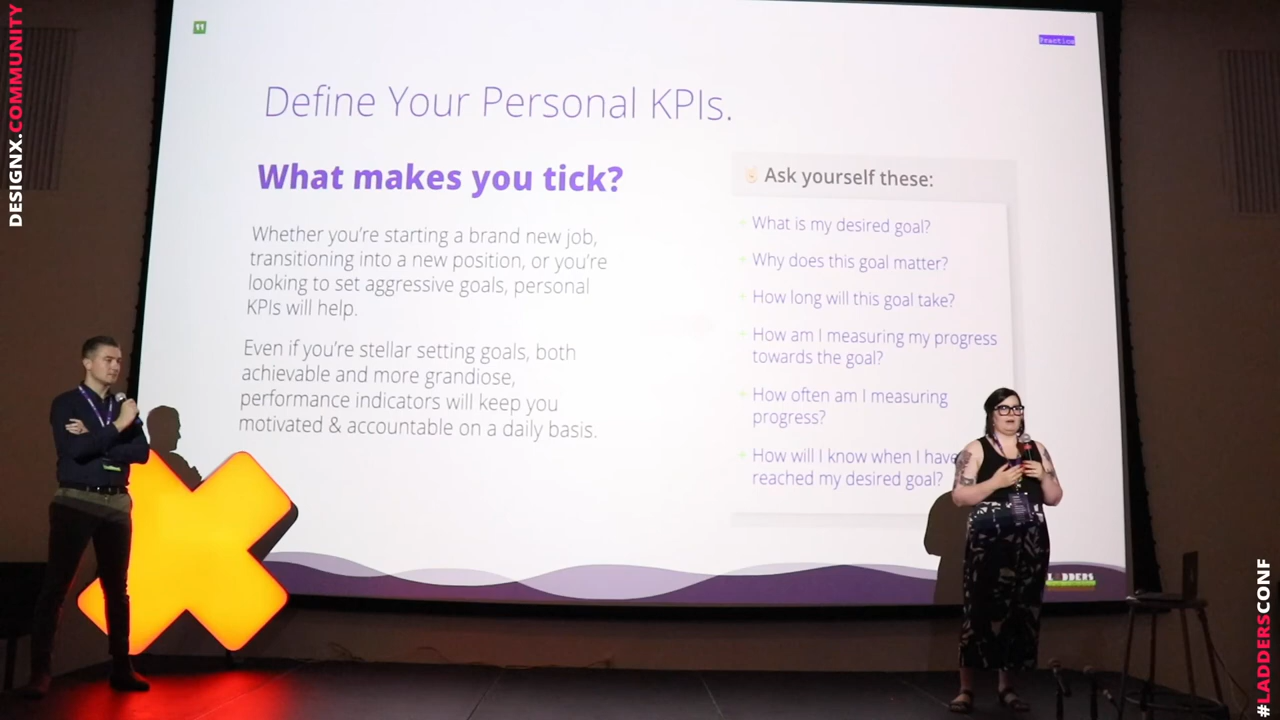 DESIGNX.COMMUNITY
11
Practice
Define Your Personal KPIs.
What makes you tick?
Whether you're starting a brand new job,
transitioning into a new position, or you're
looking to set aggressive goals, personal
KPIs will help.
Even if you're stellar setting goals, both
achievable and more grandiose,
performance indicators will keep you
motivated & accountable on a daily basis.
Ask yourself these:
What is my desired goal?
Why does this goal matter?
How long will this goal take?
How am I measuring my progress
towards the goal?
How often am I measuring
progress?
How will I know when I have
reached my desired goal?
LADDERS
#LADDERSCONF